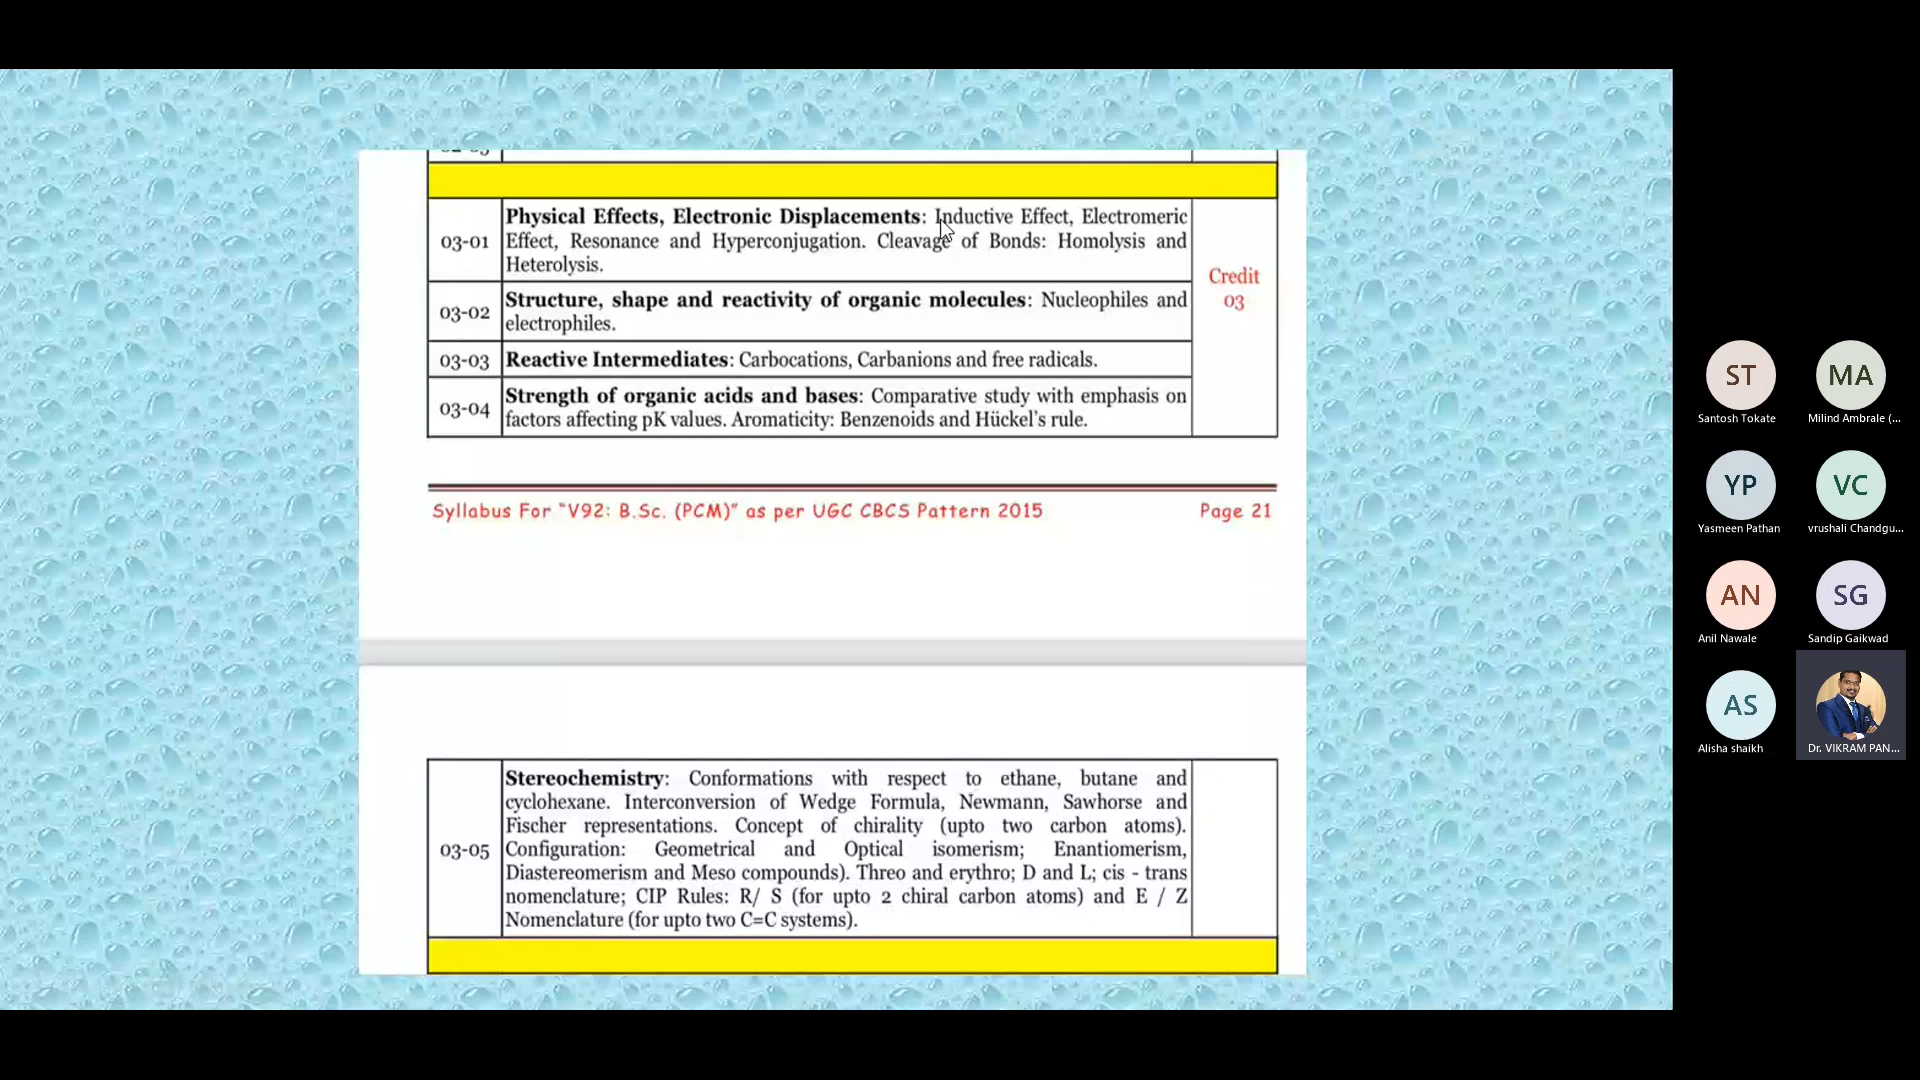 03-01
Physical Effects, Electronic Displacements: Inductive Effect, Electromeric
Effect, Resonance and Hyperconjugation. Cleavage of Bonds: Homolysis and
Heterolysis.
Credit
03
03-02
Structure, shape and reactivity of organic molecules: Nucleophiles and
electrophiles.
03-03
Reactive Intermediates: Carbocations, Carbanions and free radicals.
03-04
Strength of organic acids and bases: Comparative study with emphasis on
factors affecting pK values. Aromaticity: Benzenoids and Hückel's rule.
Syllabus For "V92: B.Sc. (PCM)" as per UGC CBCS Pattern 2015
Page 21
03-05
Stereochemistry: Conformations with respect to ethane, butane and
cyclohexane. Interconversion of Wedge Formula, Newmann, Sawhorse and
Fischer representations. Concept of chirality (upto two carbon atoms).
Configuration: Geometrical and Optical isomerism; Enantiomerism,
Diastereomerism and Meso compounds). Threo and erythro; D and L; cis - trans
nomenclature; CIP Rules: R/ S (for upto 2 chiral carbon atoms) and E / Z
Nomenclature (for upto two C=C systems).
ST
Santosh Tokate
MA
Milind Ambrale (...
YP
Yasmeen Pathan
VC
vrushali Chandgu...
AN
Anil Nawale
SG
Sandip Gaikwad
AS
Alisha shaikh
Dr. VIKRAM PAN...